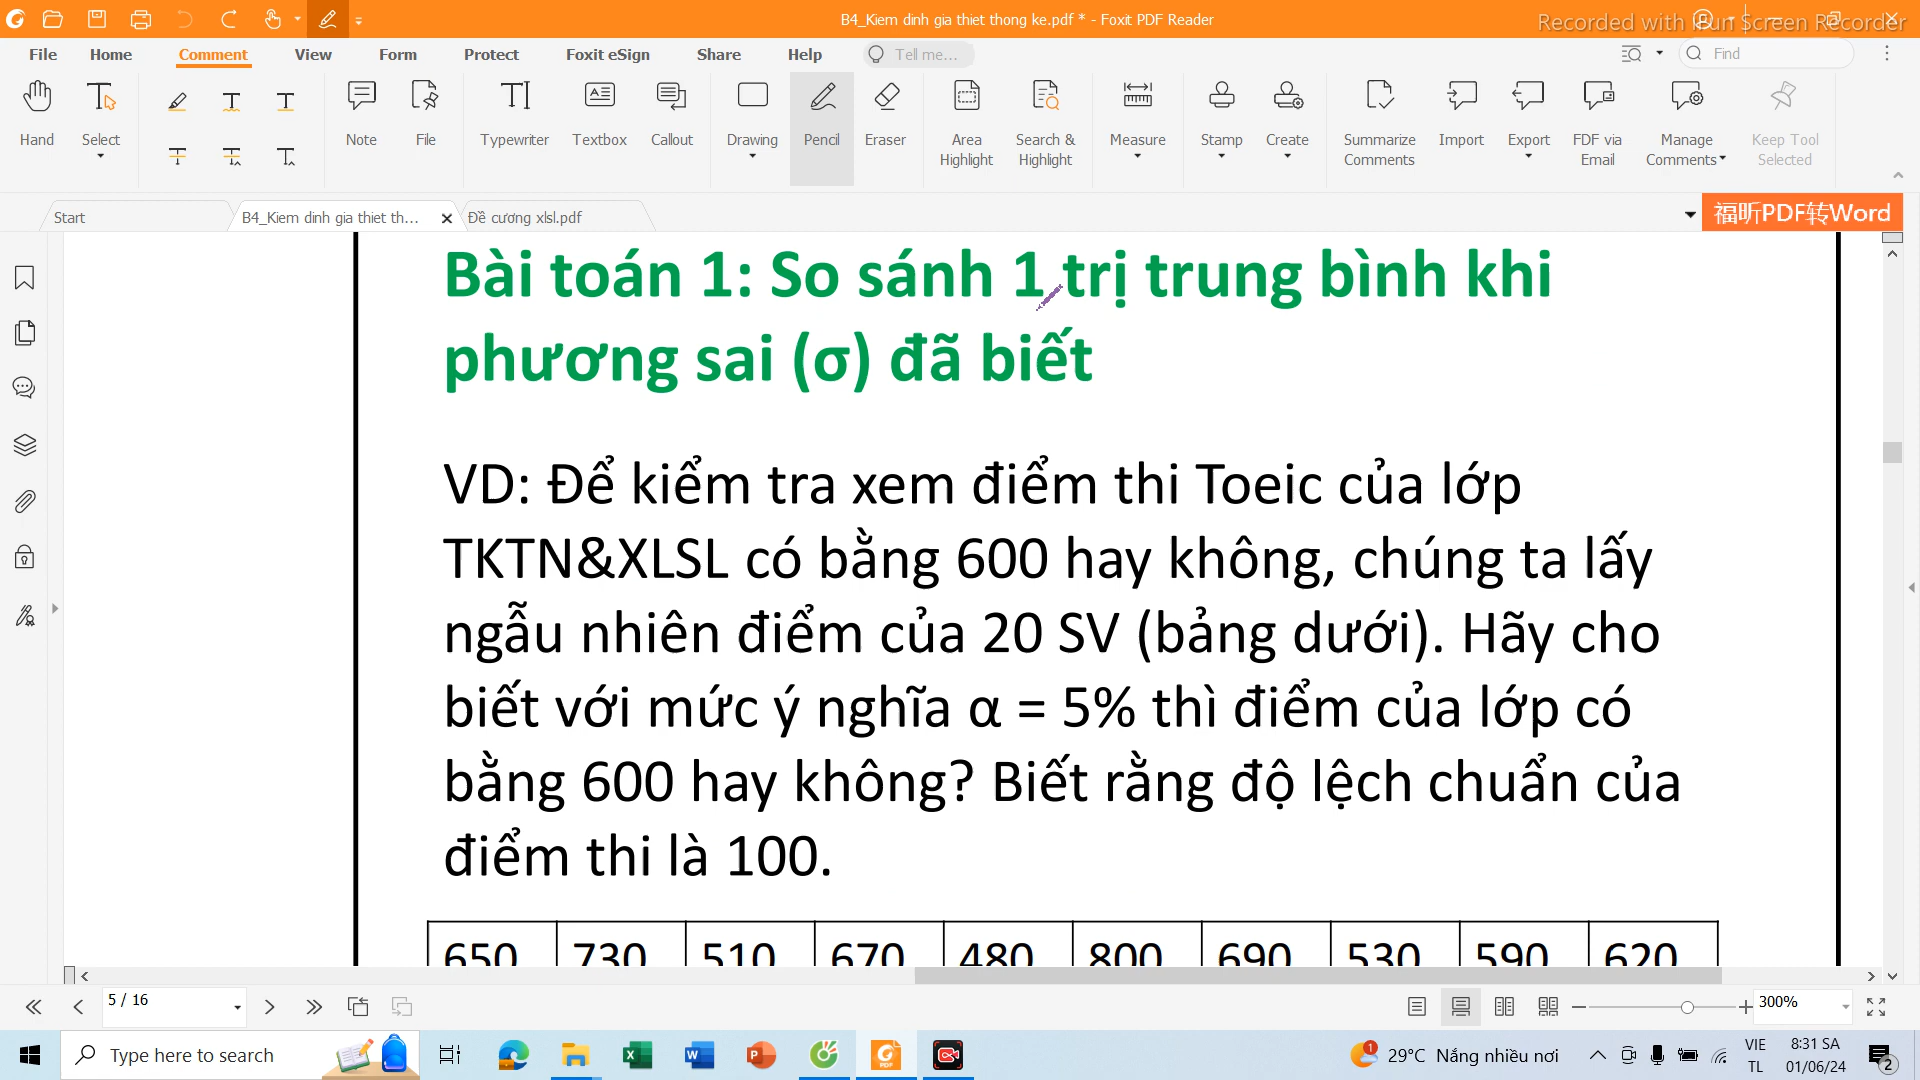 B4_Kiem dinh gia thiet thong ke.pdf * - Foxit PDF Reader
Recorded with iFun Screen Recorder
File Home Comment View Form Protect Foxit eSign Share Help Tell me... Find
Hand Select Note File Typewriter Textbox Callout Drawing Pencil Eraser Area Highlight Search & Highlight Measure Stamp Create Summarize Comments Import Export FDF via Email Manage Comments Keep Tool Selected
Start B4_Kiem dinh gia thiet th... Đề cương xlsl.pdf 福昕PDF转Word
Bài toán 1: So sánh 1 trị trung bình khi
phương sai (σ) đã biết
VD: Để kiểm tra xem điểm thi Toeic của lớp
TKTN&XLSL có bằng 600 hay không, chúng ta lấy
ngẫu nhiên điểm của 20 SV (bảng dưới). Hãy cho
biết với mức ý nghĩa α = 5% thì điểm của lớp có
bằng 600 hay không? Biết rằng độ lệch chuẩn của
điểm thi là 100.
650 730 510 670 480 800 690 530 590 620
5 / 16 300%
Type here to search 1 29°C Nắng nhiều nơi VIE 8:31 SA
TL 01/06/24 2